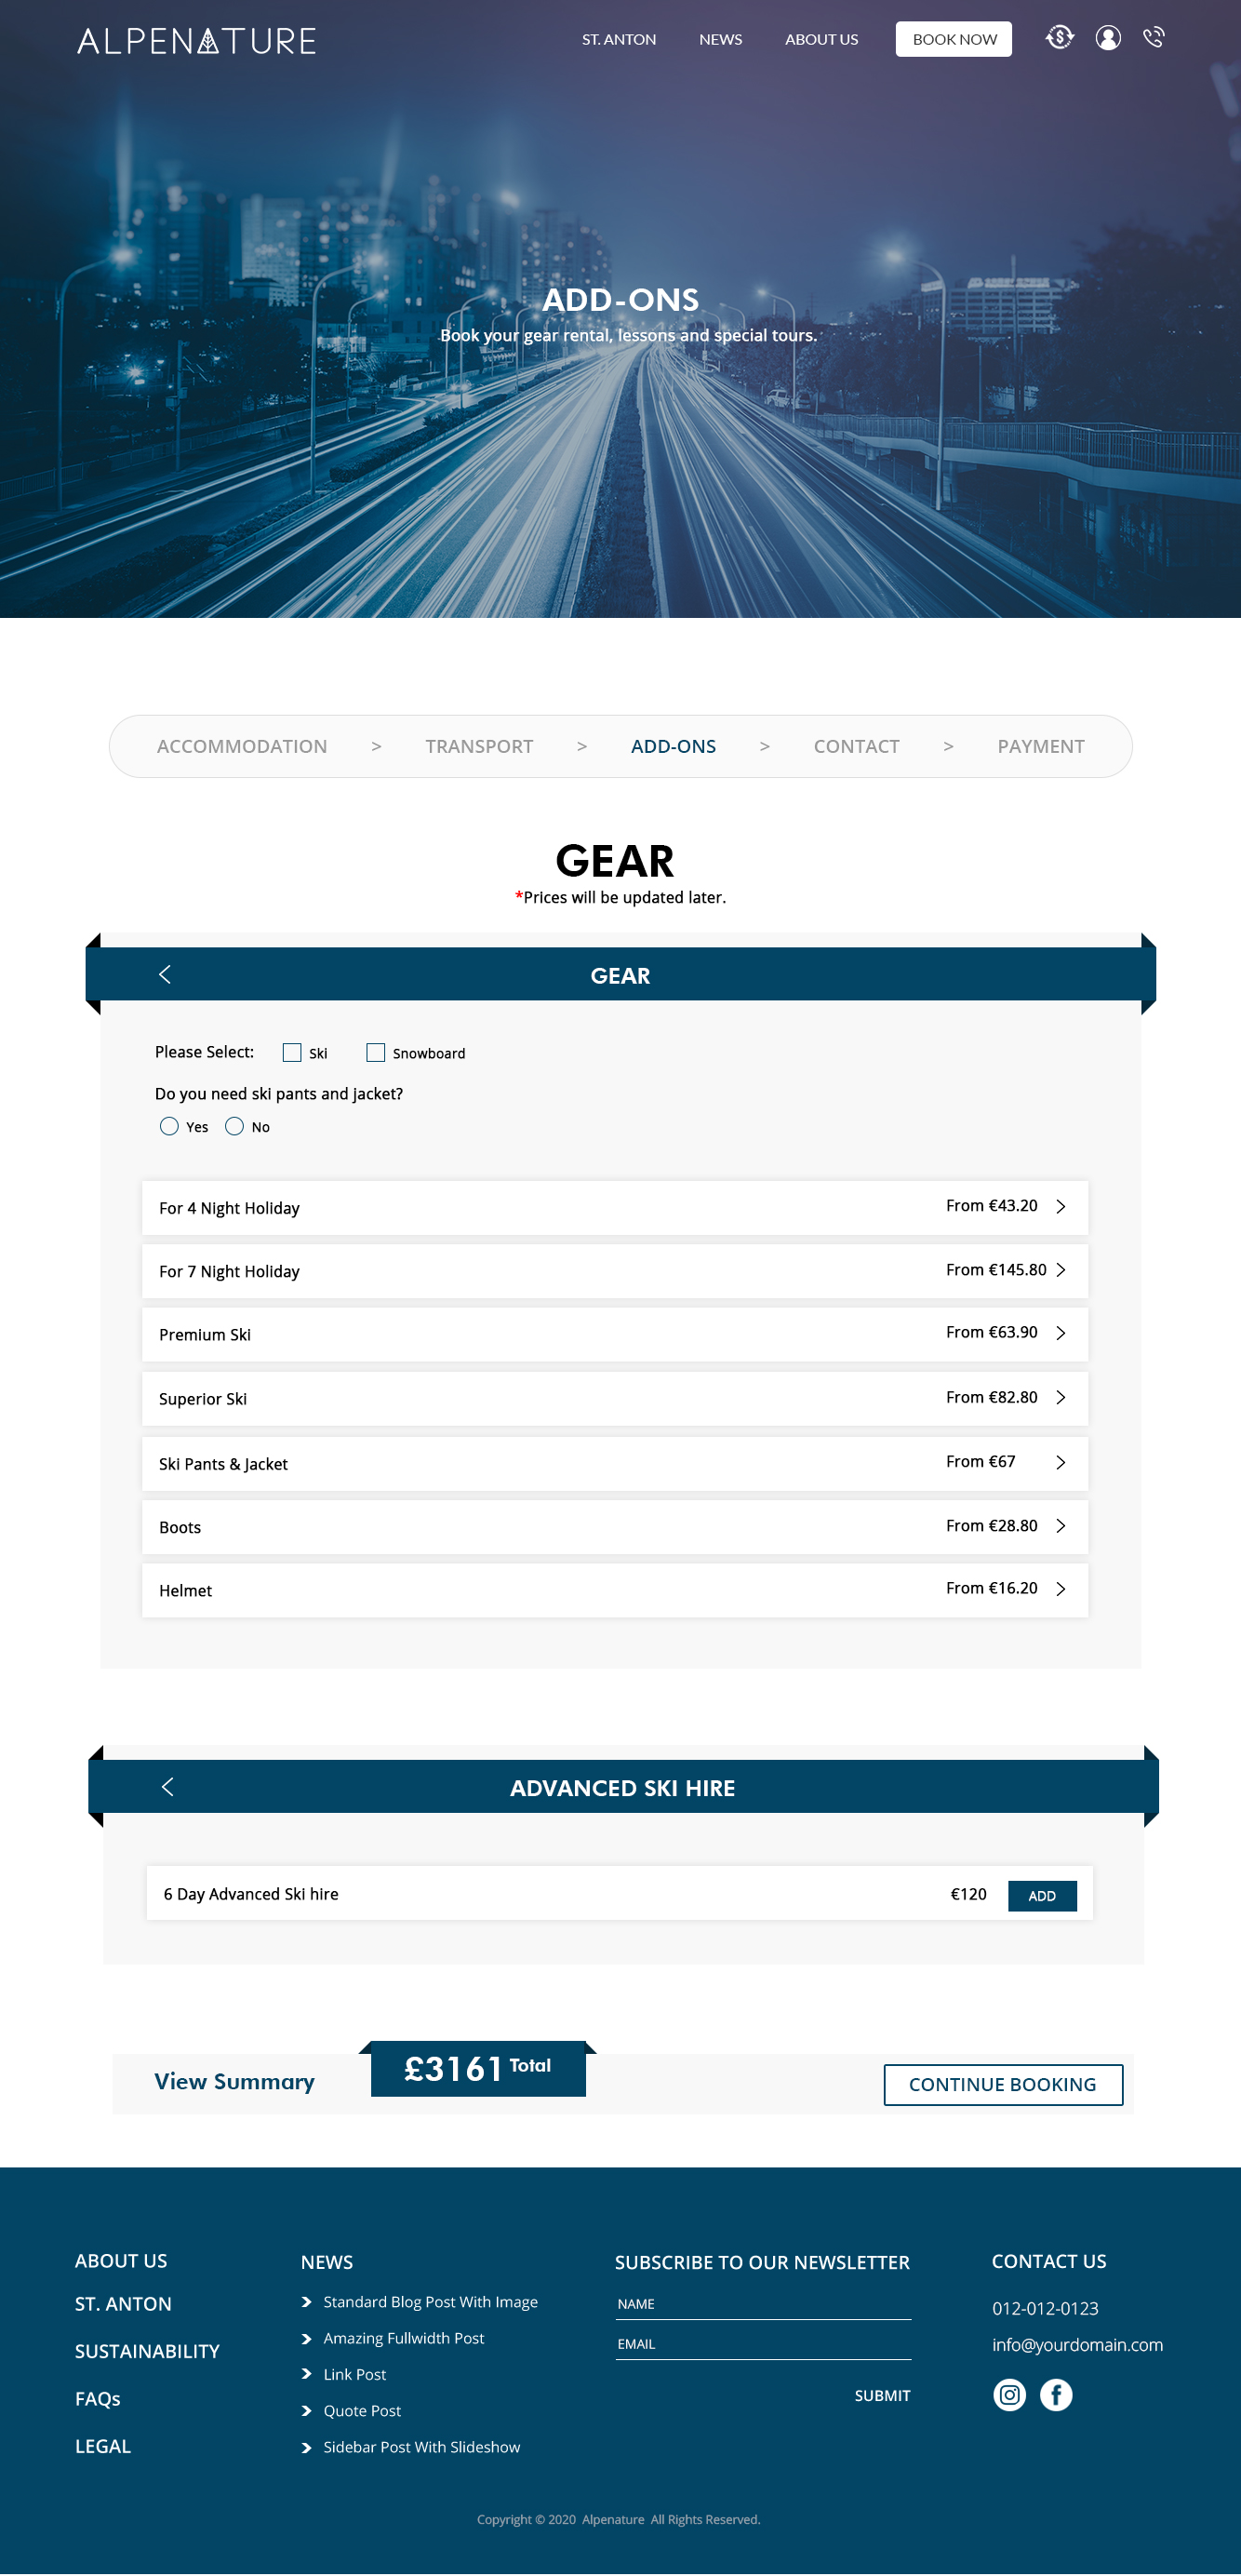 ALPENATURE
ST. ANTON NEWS ABOUT US BOOK NOW
ADD-ONS
Book your gear rental, lessons and special tours.
ACCOMMODATION > TRANSPORT > ADD-ONS > CONTACT > PAYMENT
GEAR
*Prices will be updated later.
GEAR
Please Select: Ski Snowboard
Do you need ski pants and jacket?
Yes No
For 4 Night Holiday From €43.20
For 7 Night Holiday From €145.80
Premium Ski From €63.90
Superior Ski From €82.80
Ski Pants & Jacket From €67
Boots From €28.80
Helmet From €16.20
ADVANCED SKI HIRE
6 Day Advanced Ski hire €120 ADD
View Summary £3161 Total CONTINUE BOOKING
ABOUT US
ST. ANTON
SUSTAINABILITY
FAQs
LEGAL
NEWS
Standard Blog Post With Image
Amazing Fullwidth Post
Link Post
Quote Post
Sidebar Post With Slideshow
SUBSCRIBE TO OUR NEWSLETTER
NAME
EMAIL
SUBMIT
CONTACT US
012-012-0123
info@yourdomain.com
Copyright © 2020 Alpenature All Rights Reserved.